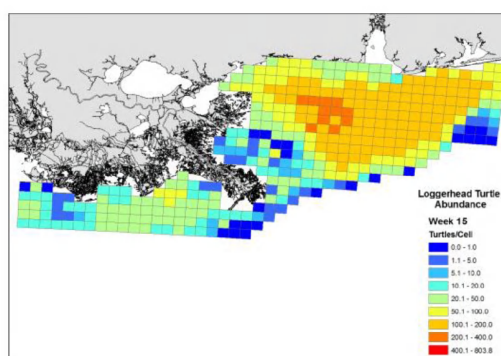 Loggerhead Turtle
Abundance
Week 15
Turtles/Cell
0.0 - 1.0
1.1 - 5.0
5.1 - 10.0
10.1 - 20.0
20.1 - 50.0
50.1 - 100.0
100.1 - 200.0
200.1 - 400.0
400.1 - 803.8